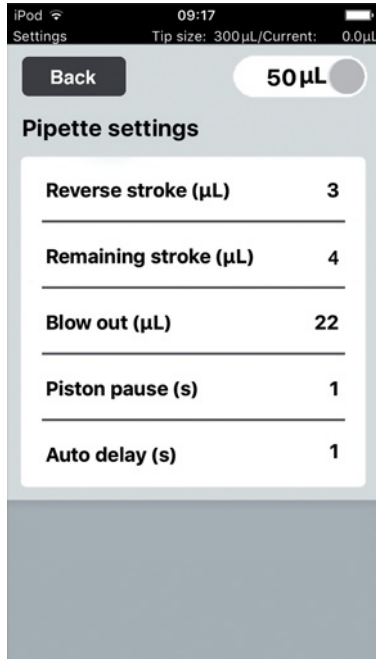 iPod 09:17
Settings Tip size: 300µL/Current: 0.0µL
Back 50µL
Pipette settings
Reverse stroke (µL) 3
Remaining stroke (µL) 4
Blow out (µL) 22
Piston pause (s) 1
Auto delay (s) 1